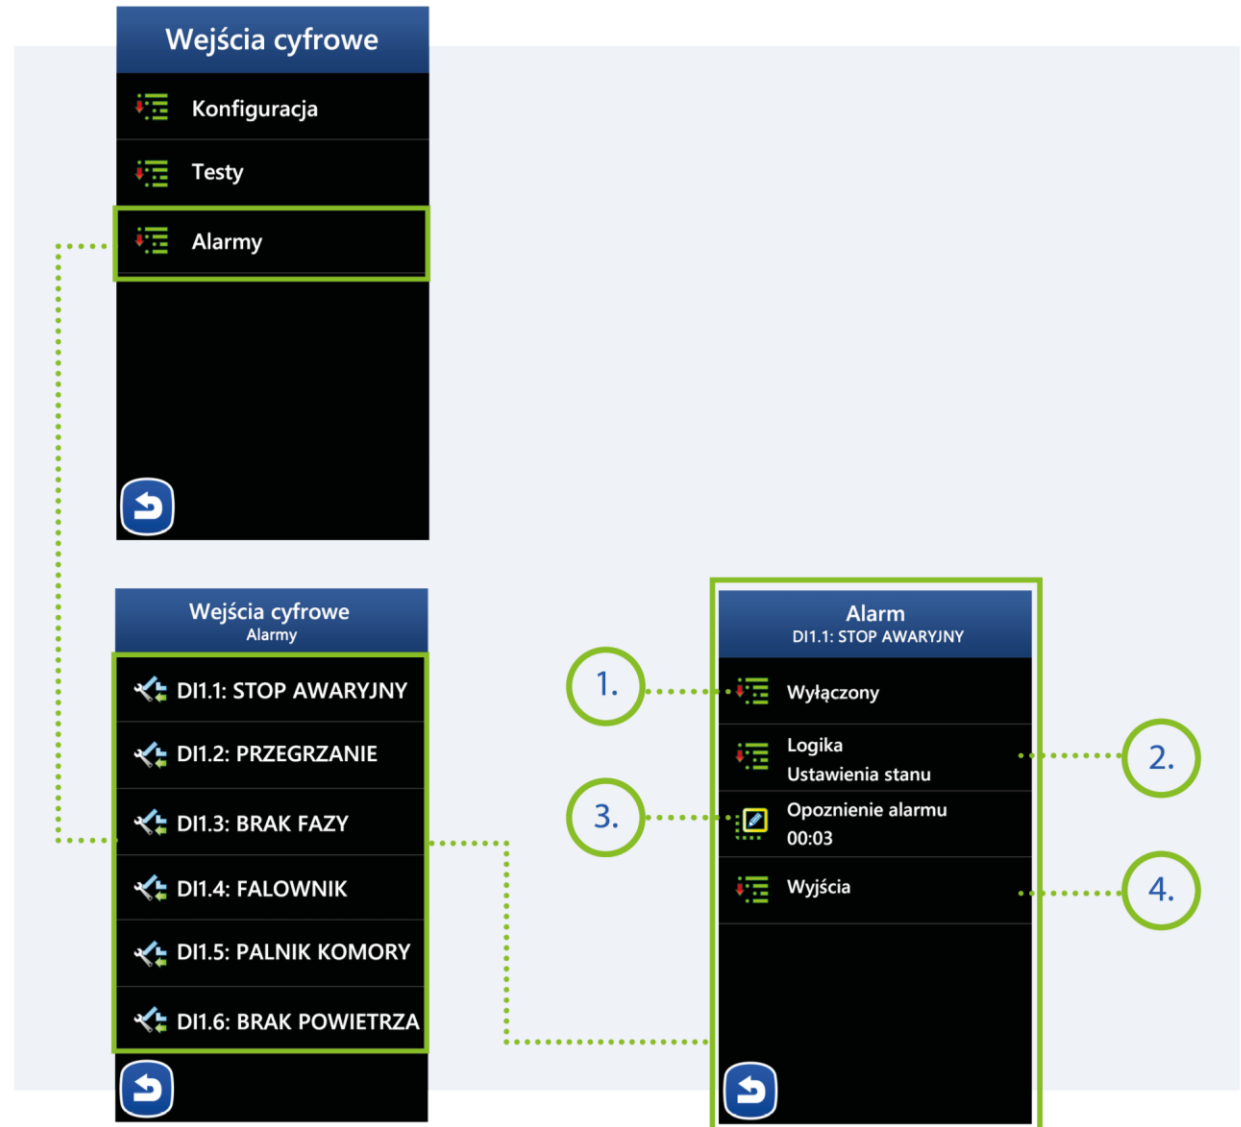 Wejścia cyfrowe
Konfiguracja
Testy
Alarmy
Wejścia cyfrowe
Alarmy
DI1.1: STOP AWARYJNY
DI1.2: PRZEGRZANIE
DI1.3: BRAK FAZY
DI1.4: FALOWNIK
DI1.5: PALNIK KOMORY
DI1.6: BRAK POWIETRZA
Alarm
DI1.1: STOP AWARYJNY
1.
Wyłączony
Logika
Ustawienia stanu
2.
3.
Opoznienie alarmu
00:03
Wyjścia
4.